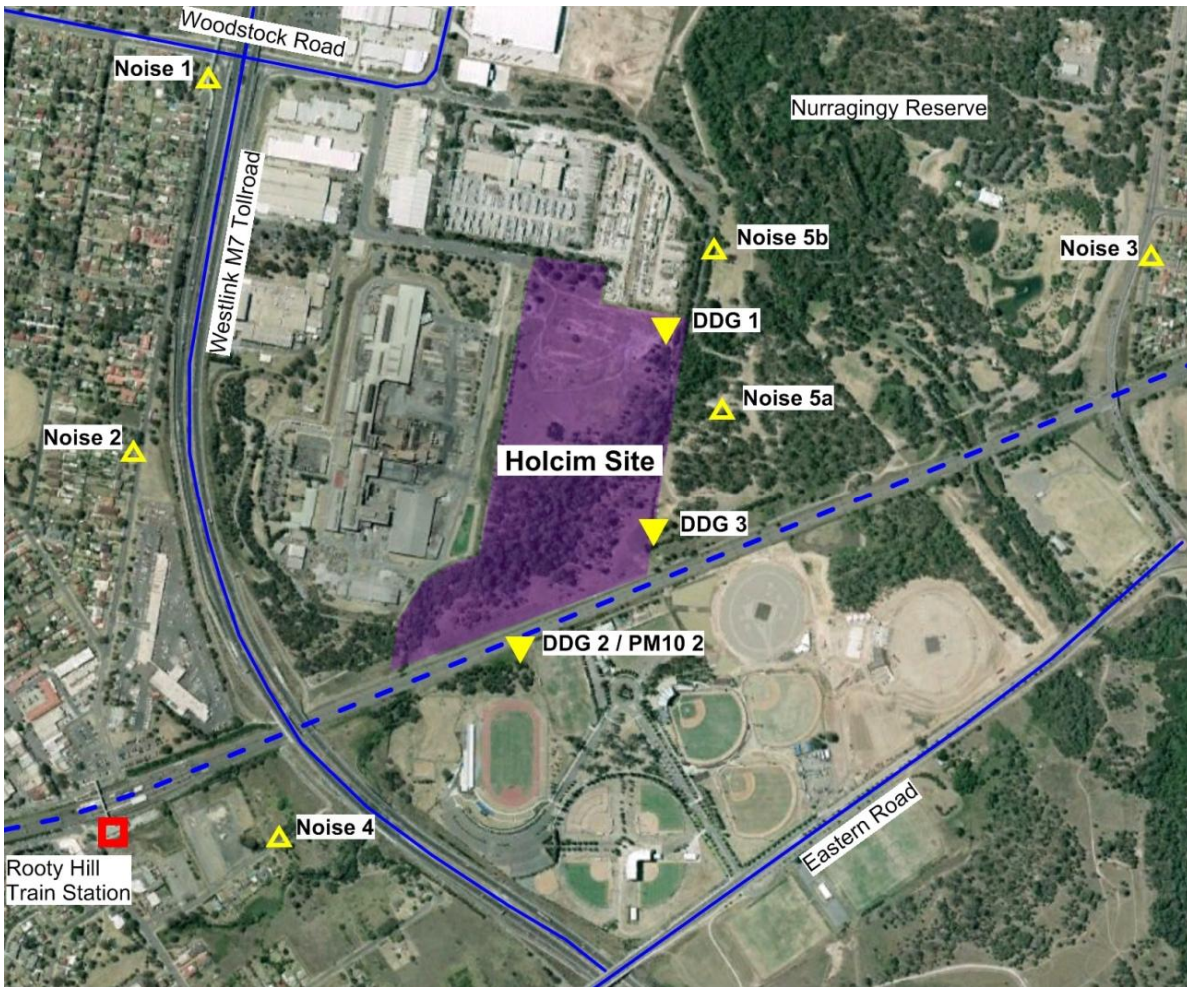 Woodstock Road
Noise 1
Nurragingy Reserve
Westlink M7 Tollroad
Noise 5b
Noise 3
DDG 1
Noise 5a
Noise 2
Holcim Site
DDG 3
DDG 2 / PM10 2
Noise 4
Eastern Road
Rooty Hill
Train Station